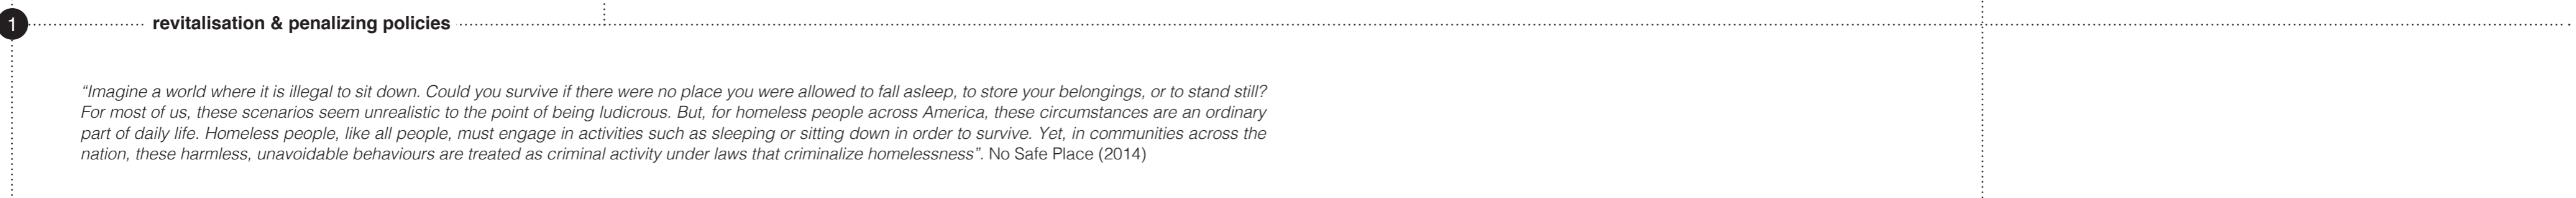 1
revitalisation & penalizing policies
“Imagine a world where it is illegal to sit down. Could you survive if there were no place you were allowed to fall asleep, to store your belongings, or to stand still?
For most of us, these scenarios seem unrealistic to the point of being ludicrous. But, for homeless people across America, these circumstances are an ordinary
part of daily life. Homeless people, like all people, must engage in activities such as sleeping or sitting down in order to survive. Yet, in communities across the
nation, these harmless, unavoidable behaviours are treated as criminal activity under laws that criminalize homelessness”. No Safe Place (2014)